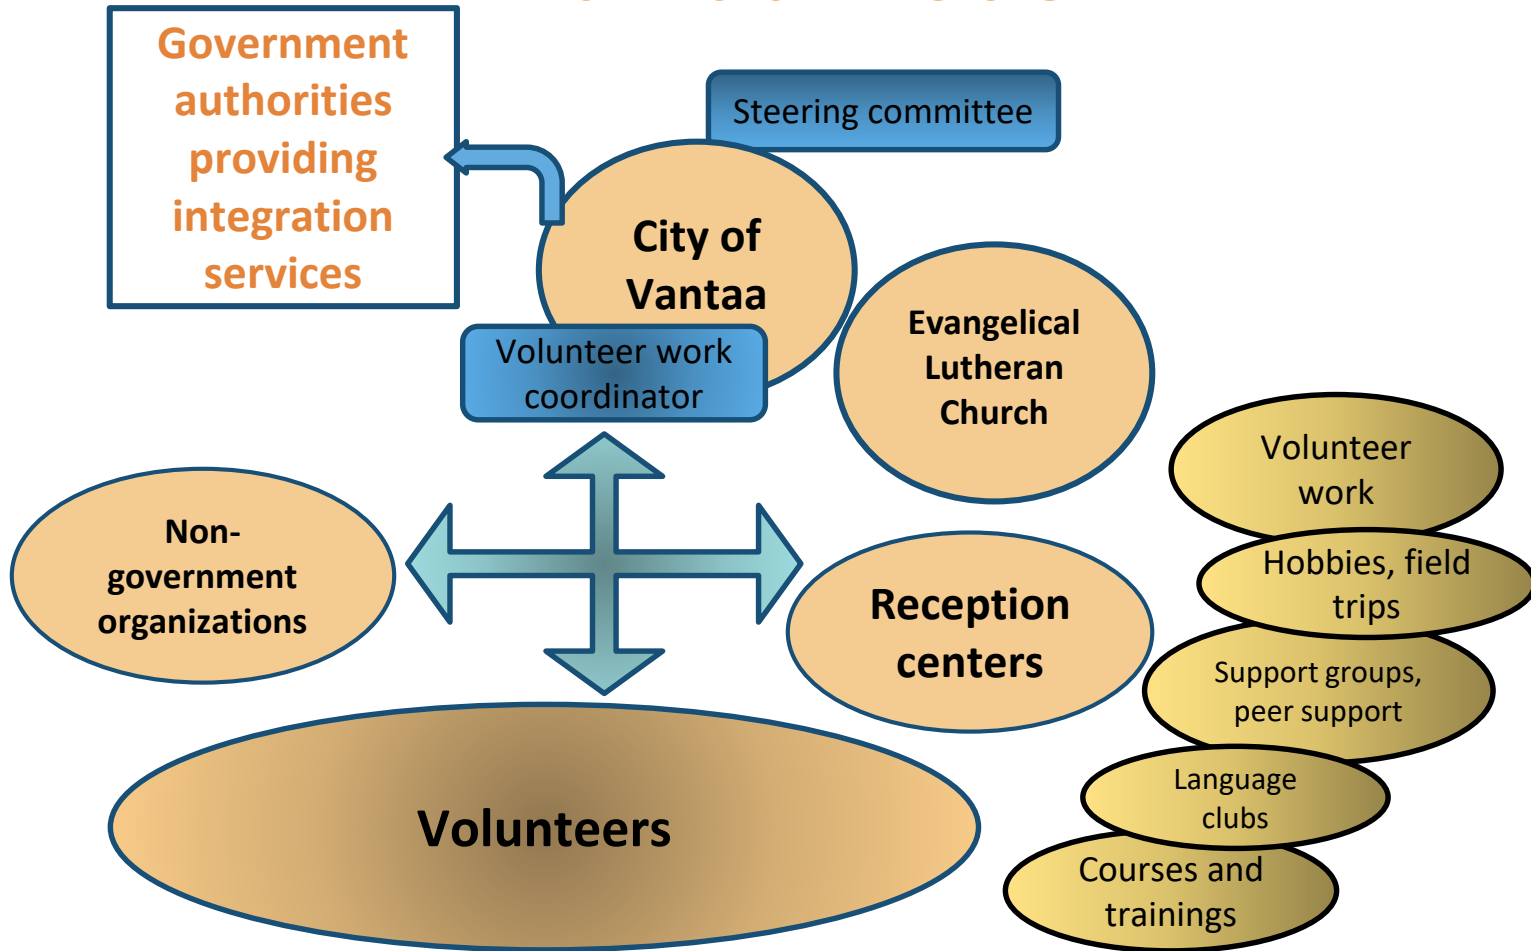 Government
authorities
providing
integration
services
Steering committee
City of
Vantaa
Volunteer work
coordinator
Evangelical
Lutheran
Church
Non-
government
organizations
Reception
centers
Volunteers
Volunteer
work
Hobbies, field
trips
Support groups,
peer support
Language
clubs
Courses and
trainings